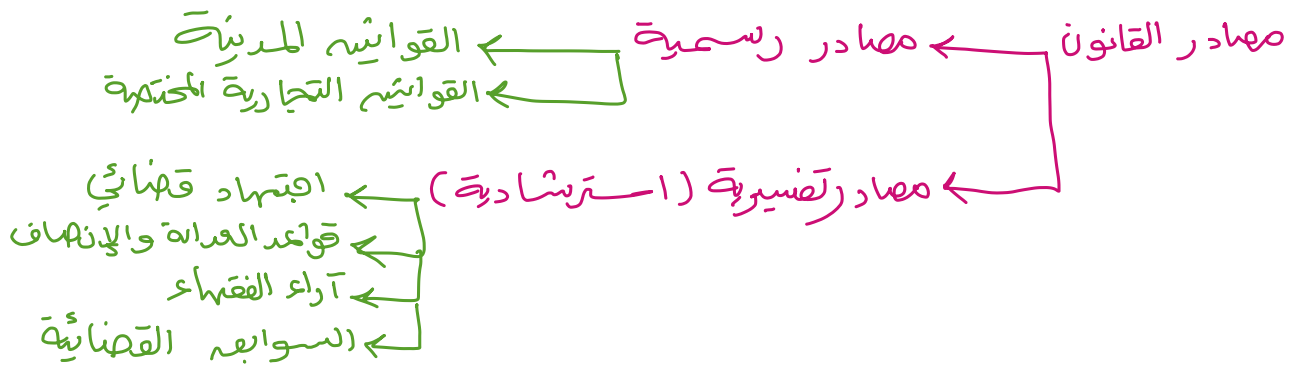 مصادر القانون
مصادر رسمية
القوانين المدنية
القوانين التجارية المختصة
مصادر تفسيرية (استرشادية)
اجتهاد قضائي
قواعد العدالة والإنصاف
آراء الفقهاء
السوابق القضائية